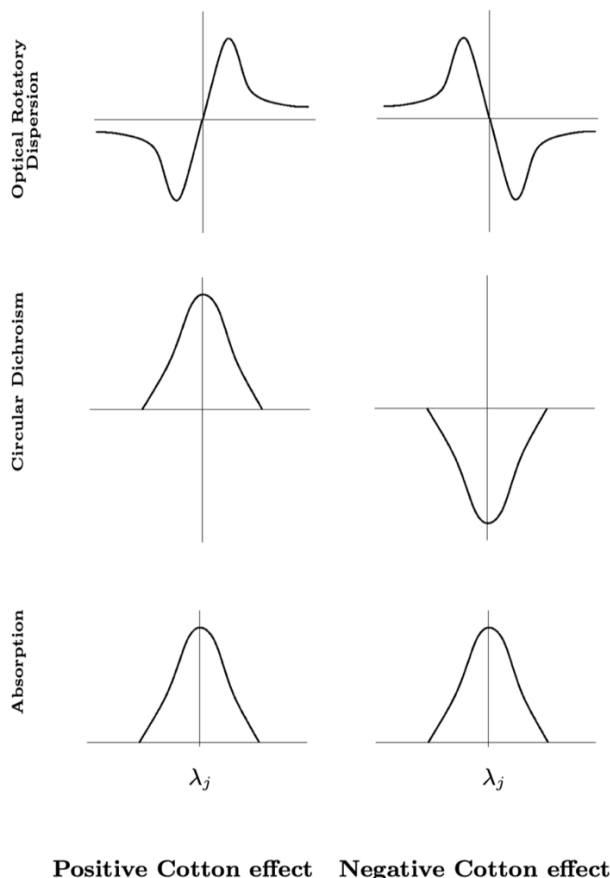 Optical Rotatory
Dispersion
Circular Dichroism
Absorption
λj λj
Positive Cotton effect Negative Cotton effect